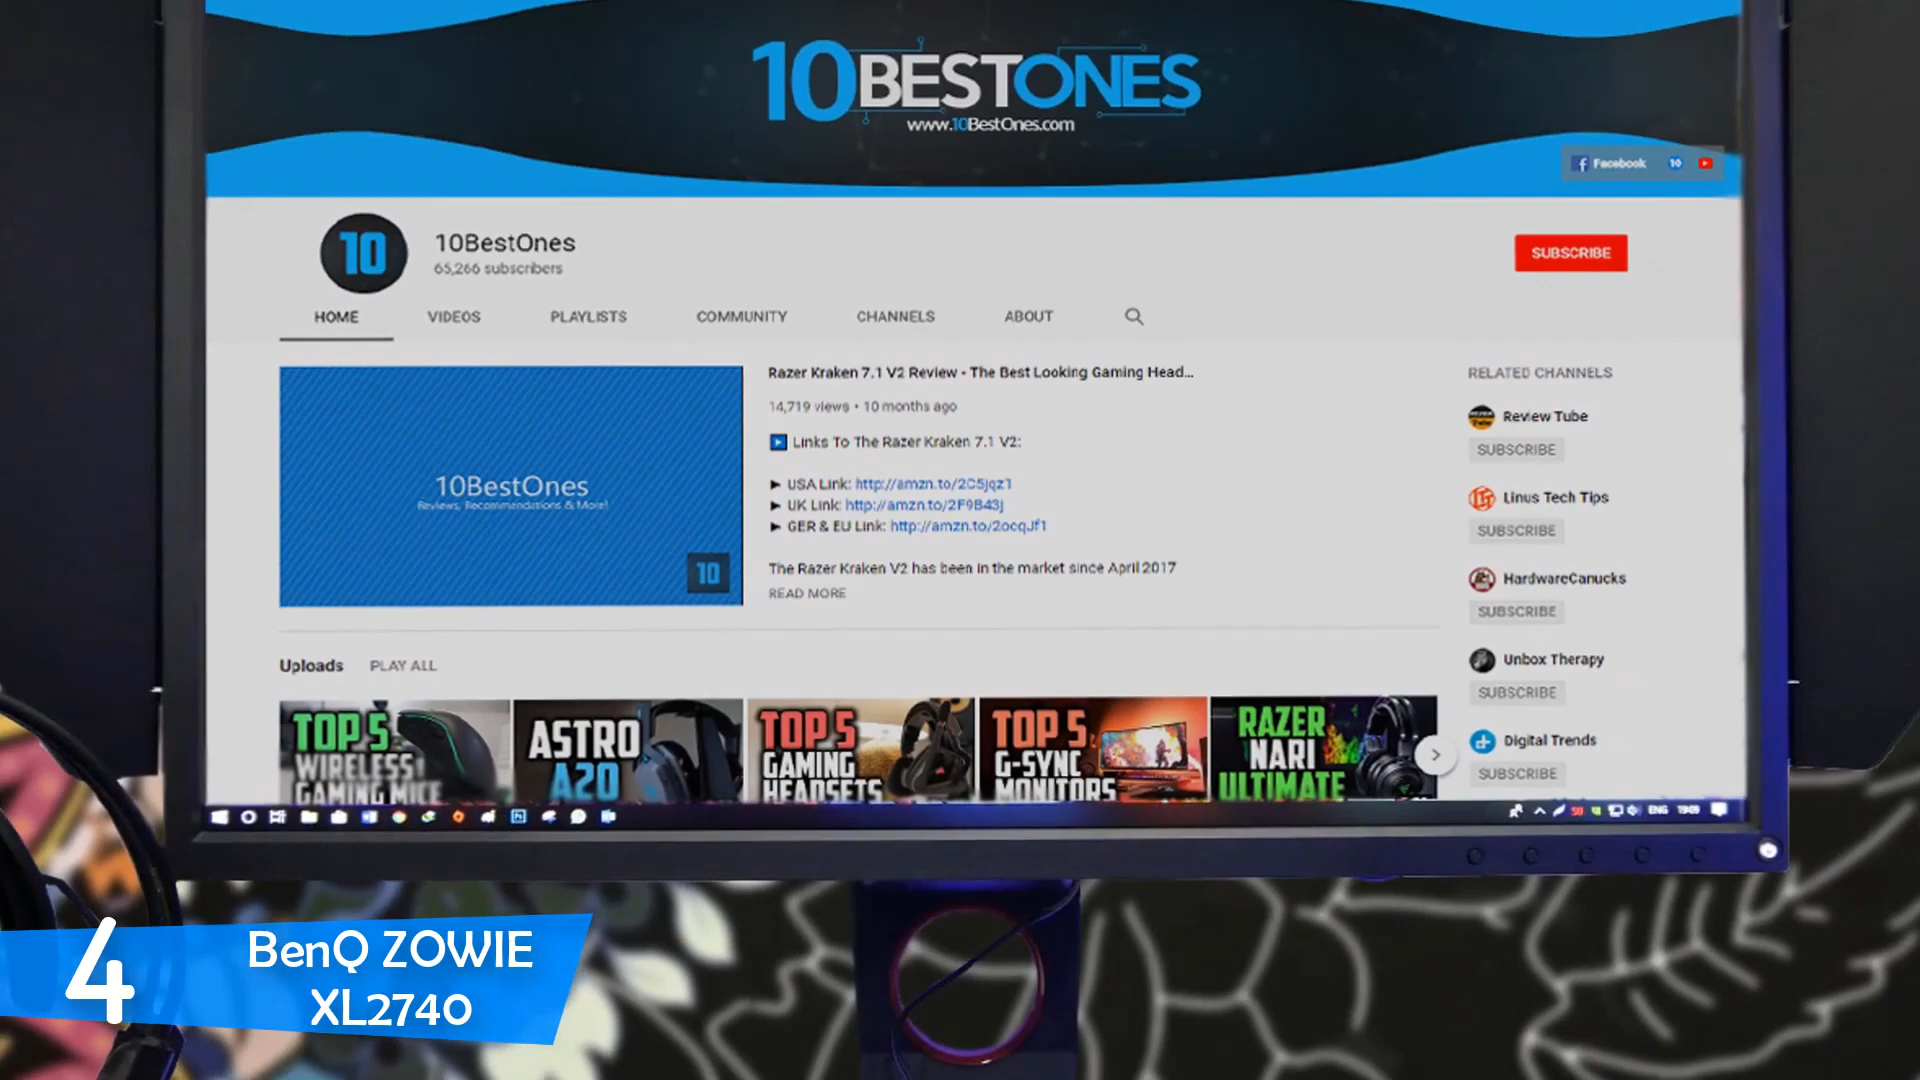 10BESTONES
www.10BestOnes.com
Facebook
10
10
10BestOnes
65,266 subscribers
SUBSCRIBE
HOME
VIDEOS
PLAYLISTS
COMMUNITY
CHANNELS
ABOUT
10BestOnes
Reviews, Recommendations & More!
10
Razer Kraken 7.1 V2 Review - The Best Looking Gaming Head...
14,719 views • 10 months ago
Links To The Razer Kraken 7.1 V2:
► USA Link: http://amzn.to/2C5jqz1
► UK Link: http://amzn.to/2F9B43j
► GER & EU Link: http://amzn.to/2ocqJf1
The Razer Kraken V2 has been in the market since April 2017
READ MORE
RELATED CHANNELS
Review Tube
SUBSCRIBE
Linus Tech Tips
SUBSCRIBE
HardwareCanucks
SUBSCRIBE
Unbox Therapy
SUBSCRIBE
Digital Trends
SUBSCRIBE
Uploads PLAY ALL
TOP 5
WIRELESS
GAMING MICE
ASTRO
A20
TOP 5
GAMING
HEADSETS
TOP 5
G-SYNC
MONITORS
RAZER
NARI
ULTIMATE
ENG 19:09
4
BenQ ZOWIE
XL2740